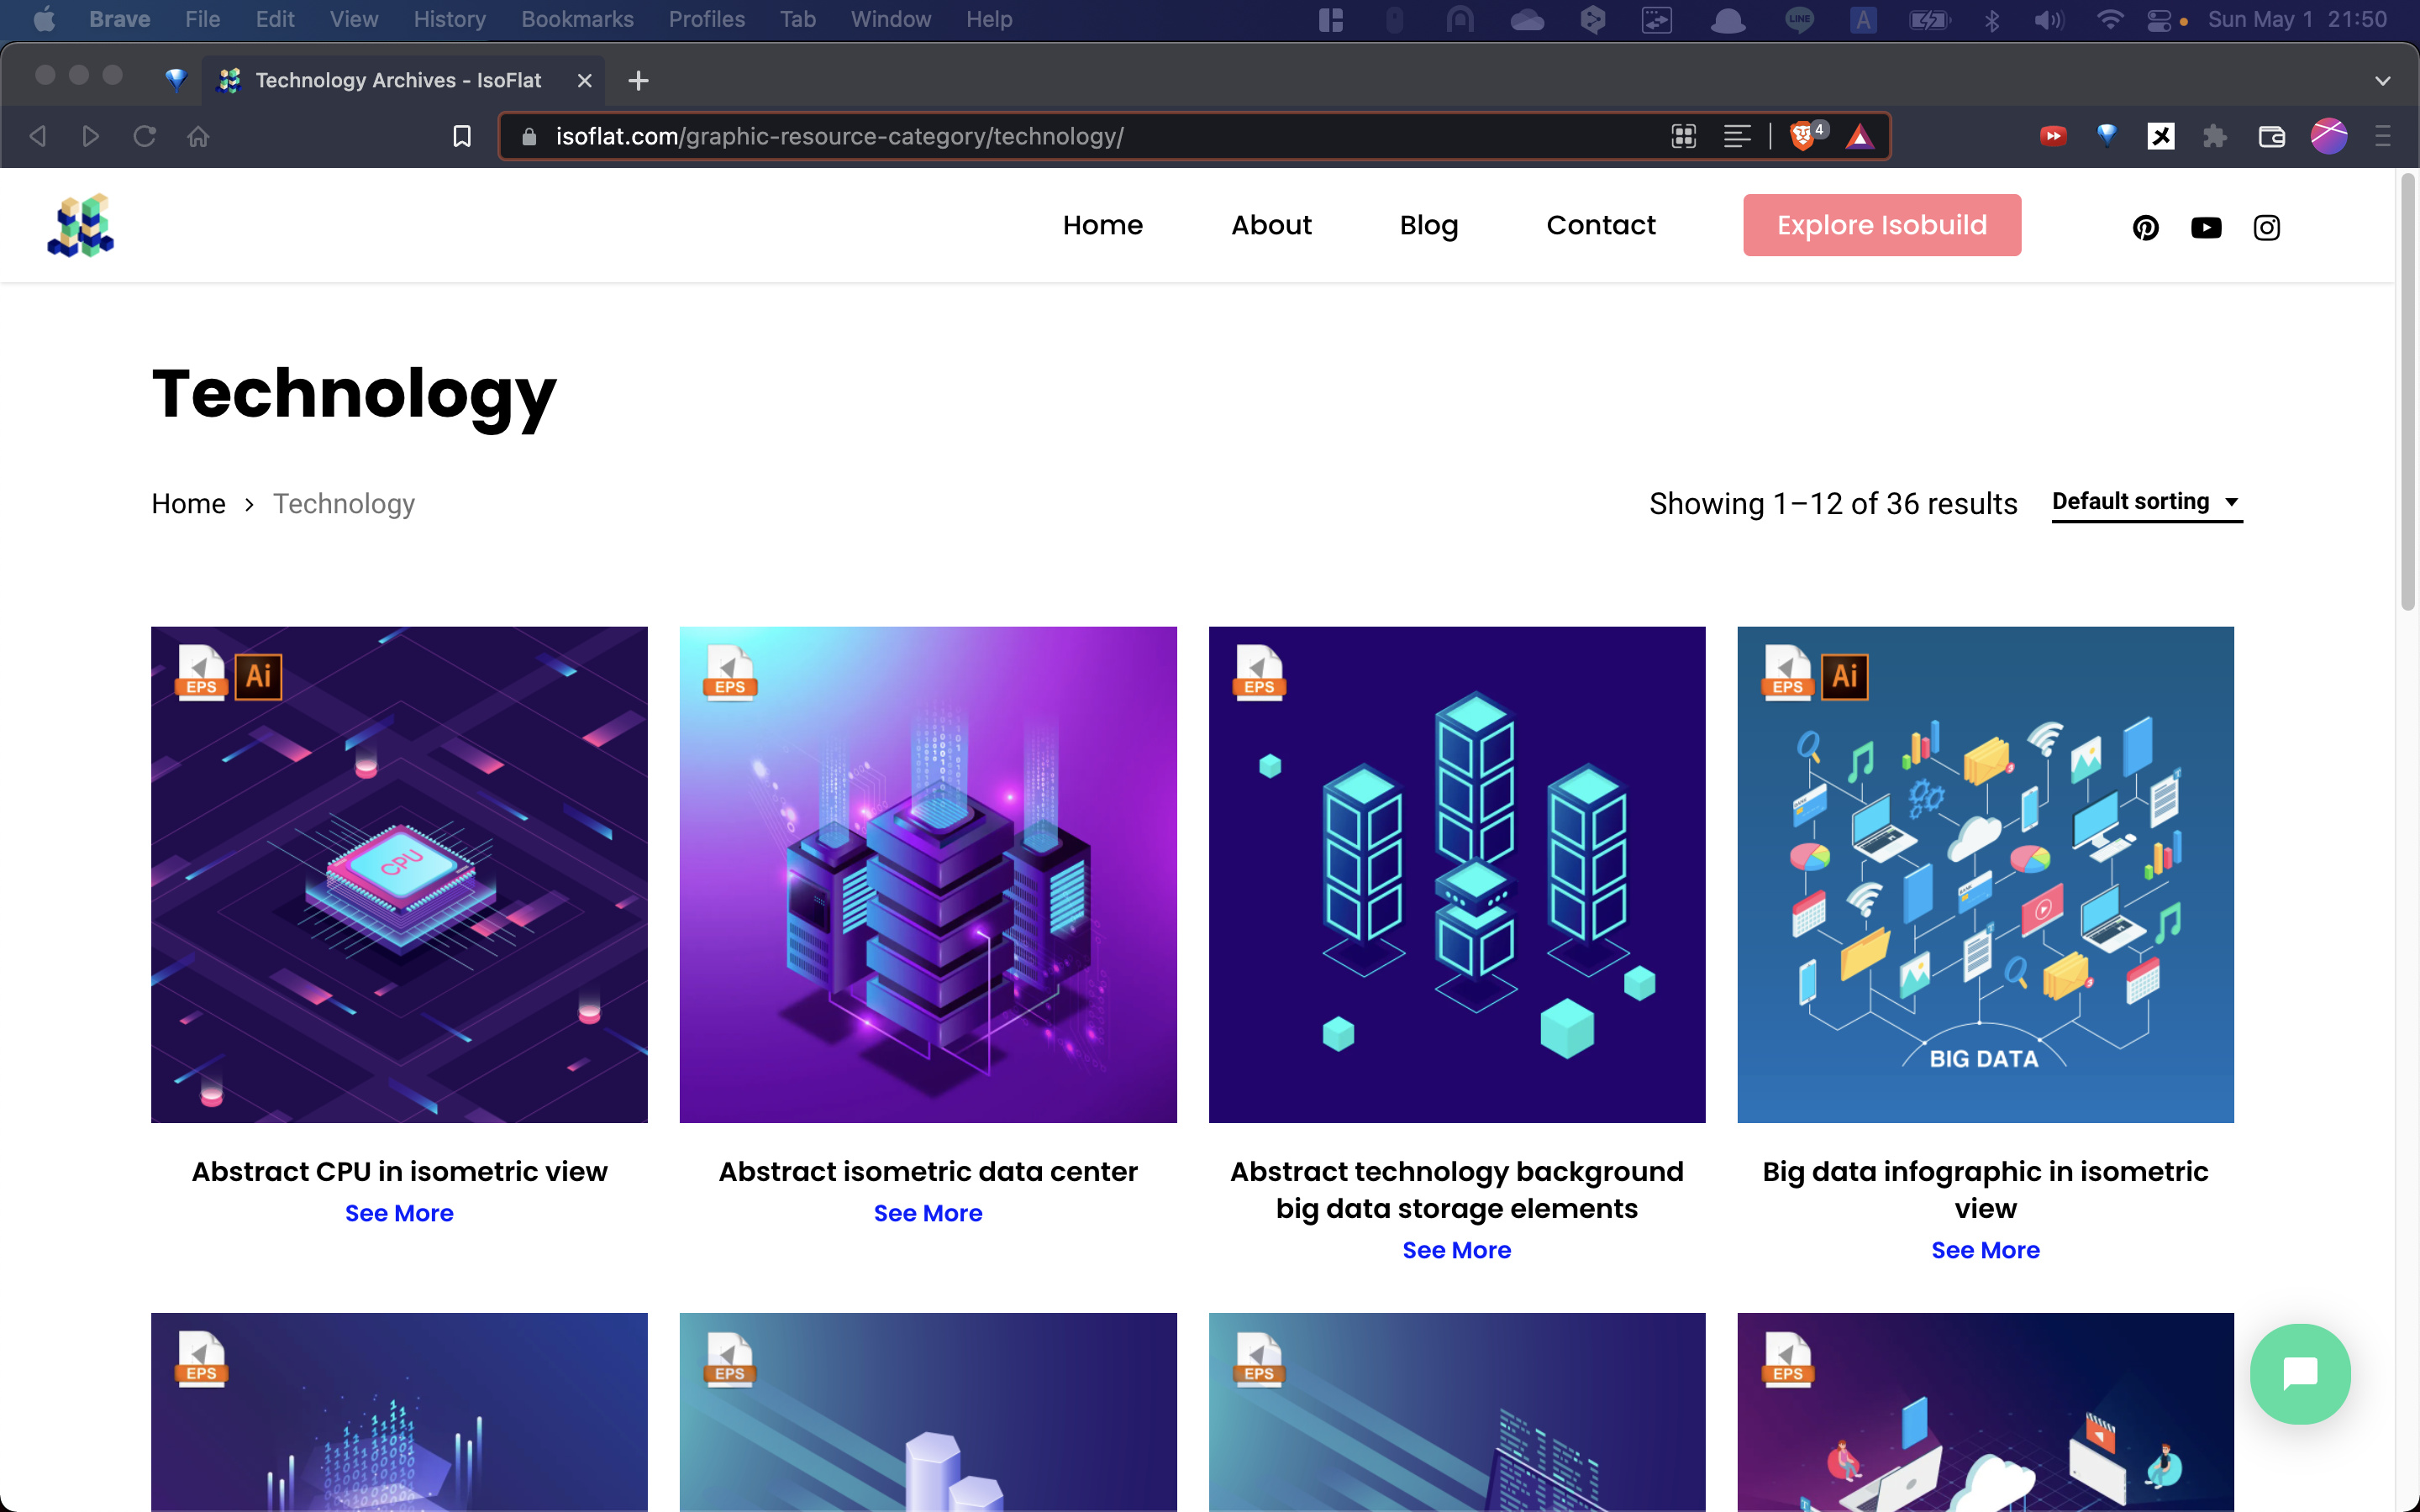 Brave File Edit View History Bookmarks Profiles Tab Window Help LINE A Sun May 1 21:50
Technology Archives - IsoFlat
isoflat.com/graphic-resource-category/technology/ 4
Home About Blog Contact Explore Isobuild
Technology
Home > Technology
Showing 1–12 of 36 results Default sorting
EPS Ai
EPS
EPS
EPS Ai
CPU
BIG DATA
Abstract CPU in isometric view
See More
Abstract isometric data center
See More
Abstract technology background
big data storage elements
See More
Big data infographic in isometric
view
See More
EPS
EPS
EPS
EPS